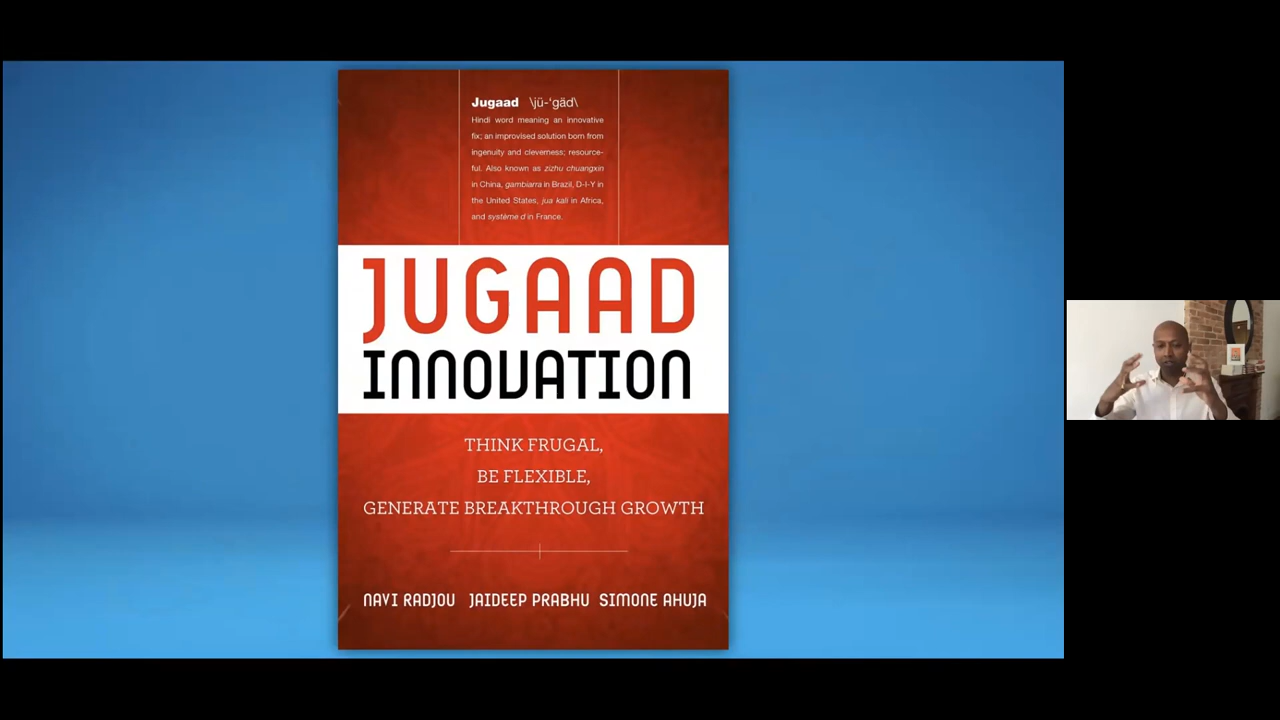 Jugaad \jü-'gäd\
Hindi word meaning an innovative
fix; an improvised solution born from
ingenuity and cleverness; resource-
ful. Also known as zizhu chuangxin
in China, gambiarra in Brazil, D-I-Y in
the United States, jua kali in Africa,
and système d in France.
JUGAAD
INNOVATION
THINK FRUGAL,
BE FLEXIBLE,
GENERATE BREAKTHROUGH GROWTH
NAVI RADJOU JAIDEEP PRABHU SIMONE AHUJA